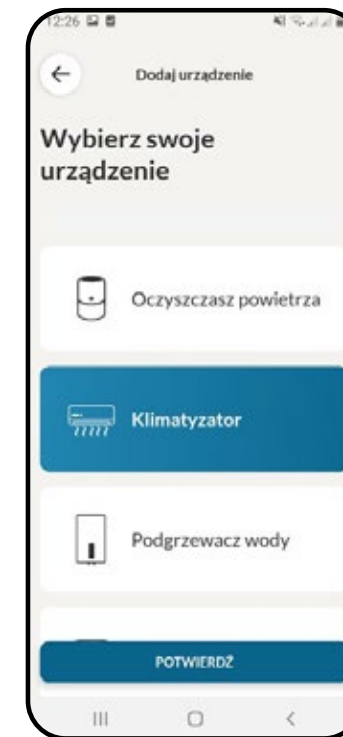 12:26
Dodaj urządzenie
Wybierz swoje
urządzenie
Oczyszczasz powietrza
Klimatyzator
Podgrzewacz wody
POTWIERDŹ